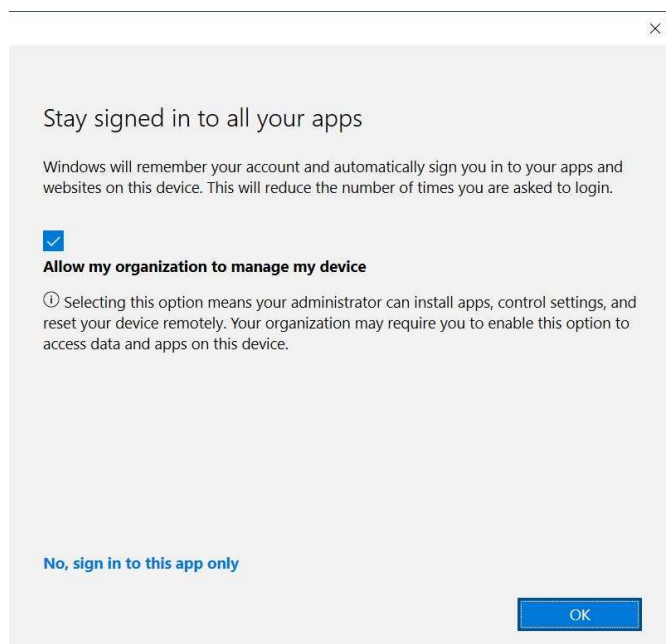 Stay signed in to all your apps
Windows will remember your account and automatically sign you in to your apps and
websites on this device. This will reduce the number of times you are asked to login.
Allow my organization to manage my device
Selecting this option means your administrator can install apps, control settings, and
reset your device remotely. Your organization may require you to enable this option to
access data and apps on this device.
No, sign in to this app only
OK